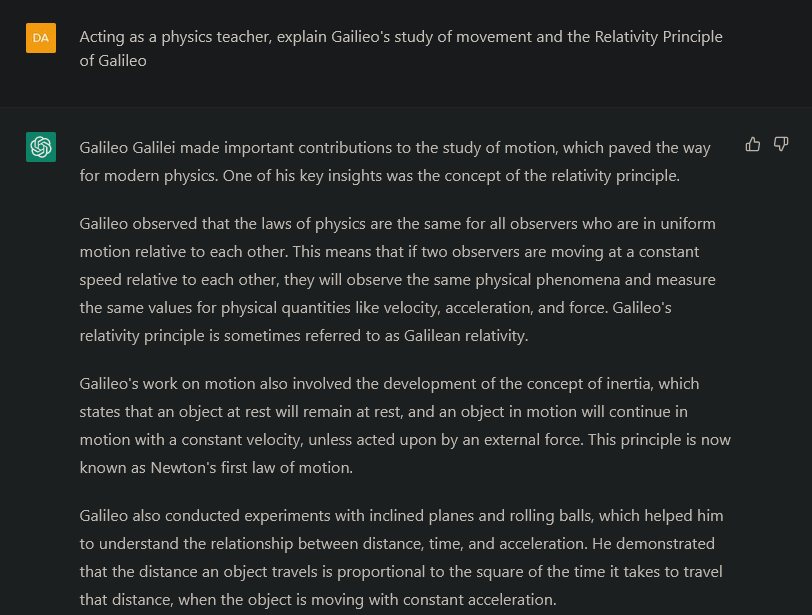 DA
Acting as a physics teacher, explain Gailieo's study of movement and the Relativity Principle
of Galileo
Galileo Galilei made important contributions to the study of motion, which paved the way
for modern physics. One of his key insights was the concept of the relativity principle.
Galileo observed that the laws of physics are the same for all observers who are in uniform
motion relative to each other. This means that if two observers are moving at a constant
speed relative to each other, they will observe the same physical phenomena and measure
the same values for physical quantities like velocity, acceleration, and force. Galileo's
relativity principle is sometimes referred to as Galilean relativity.
Galileo's work on motion also involved the development of the concept of inertia, which
states that an object at rest will remain at rest, and an object in motion will continue in
motion with a constant velocity, unless acted upon by an external force. This principle is now
known as Newton's first law of motion.
Galileo also conducted experiments with inclined planes and rolling balls, which helped him
to understand the relationship between distance, time, and acceleration. He demonstrated
that the distance an object travels is proportional to the square of the time it takes to travel
that distance, when the object is moving with constant acceleration.